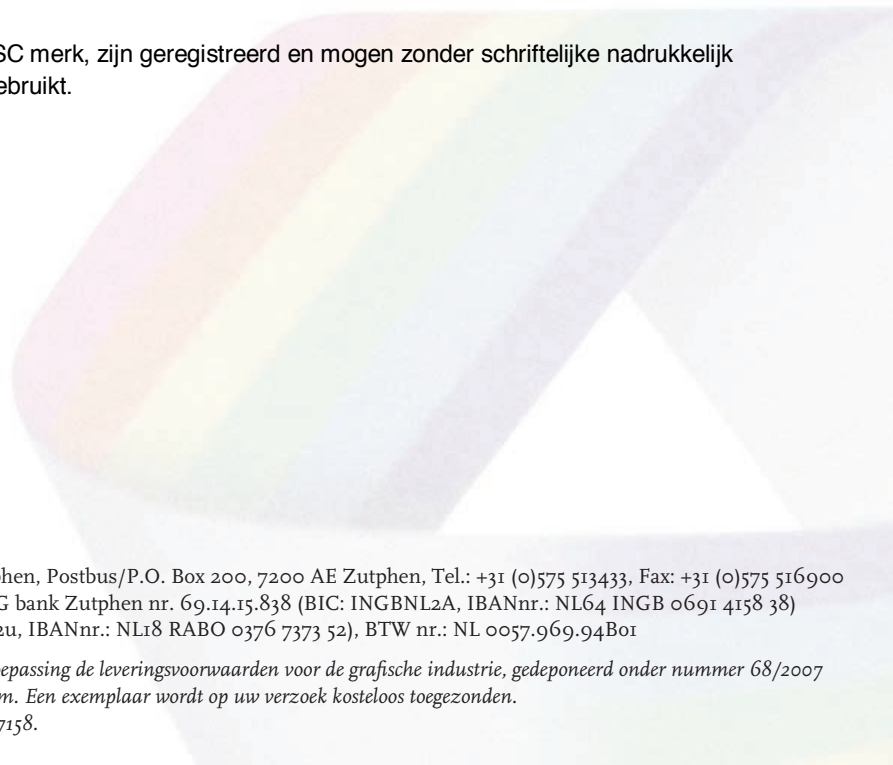 SC merk, zijn geregistreerd en mogen zonder schriftelijke nadrukkelijk
ebruikt.
hen, Postbus/P.O. Box 200, 7200 AE Zutphen, Tel.: +31 (0)575 513433, Fax: +31 (0)575 516900
G bank Zutphen nr. 69.14.15.838 (BIC: INGBNL2A, IBANnr.: NL64 INGB 0691 4158 38)
2u, IBANnr.: NL18 RABO 0376 7373 52), BTW nr.: NL 0057.969.94B01
epassing de leveringsvoorwaarden voor de grafische industrie, gedeponeerd onder nummer 68/2007
m. Een exemplaar wordt op uw verzoek kosteloos toegezonden.
7158.